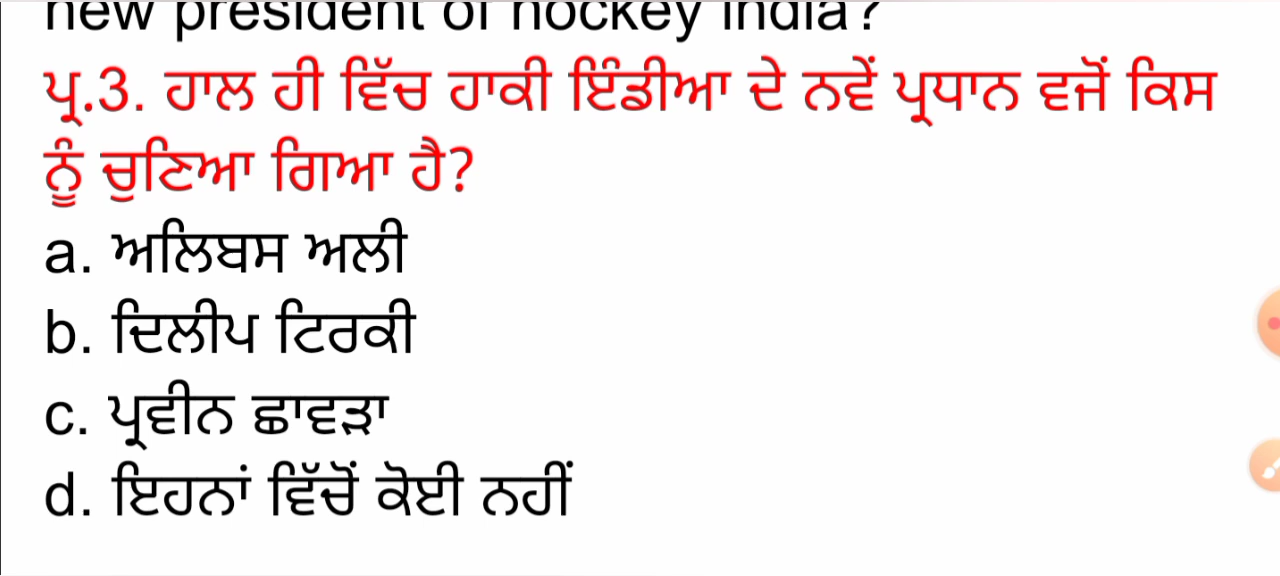 new president of hockey india?
ਪ੍ਰ.3. ਹਾਲ ਹੀ ਵਿੱਚ ਹਾਕੀ ਇੰਡੀਆ ਦੇ ਨਵੇਂ ਪ੍ਰਧਾਨ ਵਜੋਂ ਕਿਸ
ਨੂੰ ਚੁਣਿਆ ਗਿਆ ਹੈ?
a. ਅਲਿਬਸ ਅਲੀ
b. ਦਿਲੀਪ ਟਿਰਕੀ
c. ਪ੍ਰਵੀਨ ਛਾਵੜਾ
d. ਇਹਨਾਂ ਵਿੱਚੋਂ ਕੋਈ ਨਹੀਂ